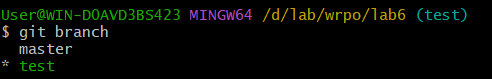 User@WIN-DOAVD3BS423 MINGW64 /d/lab/wrpo/lab6 (test)
$ git branch
  master
* test